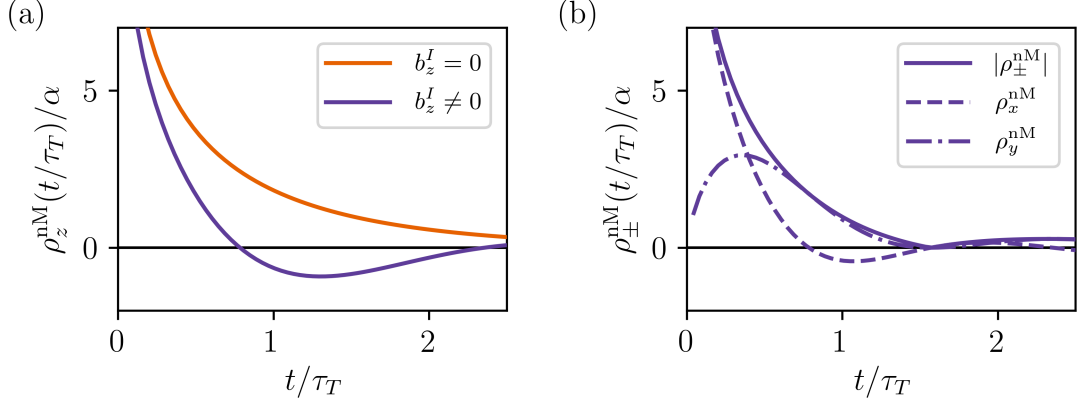 (a)
ρ_z^nM(t/τ_T)/α
5
0
0
1
2
t/τ_T
b_z^I = 0
b_z^I ≠ 0
(b)
ρ_±^nM(t/τ_T)/α
5
0
0
1
2
t/τ_T
|ρ_±^nM|
ρ_x^nM
ρ_y^nM